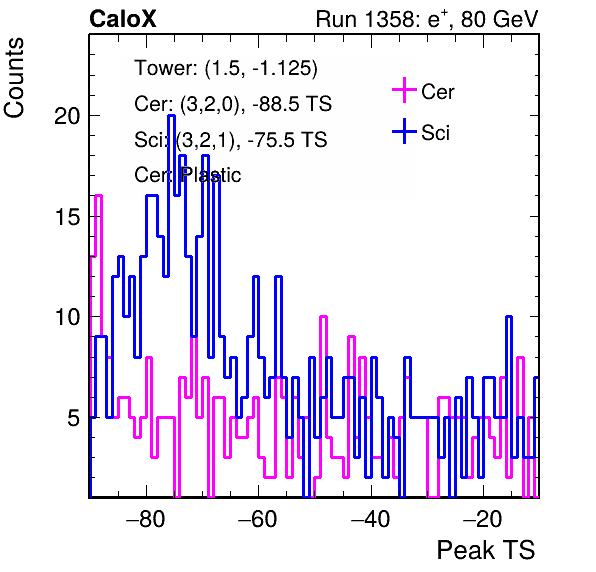 CaloX Run 1358: e+, 80 GeV
Counts
Tower: (1.5, -1.125)
Cer: (3,2,0), -88.5 TS
Sci: (3,2,1), -75.5 TS
Cer: Plastic
Cer
Sci
20
15
10
5
−80 −60 −40 −20
Peak TS